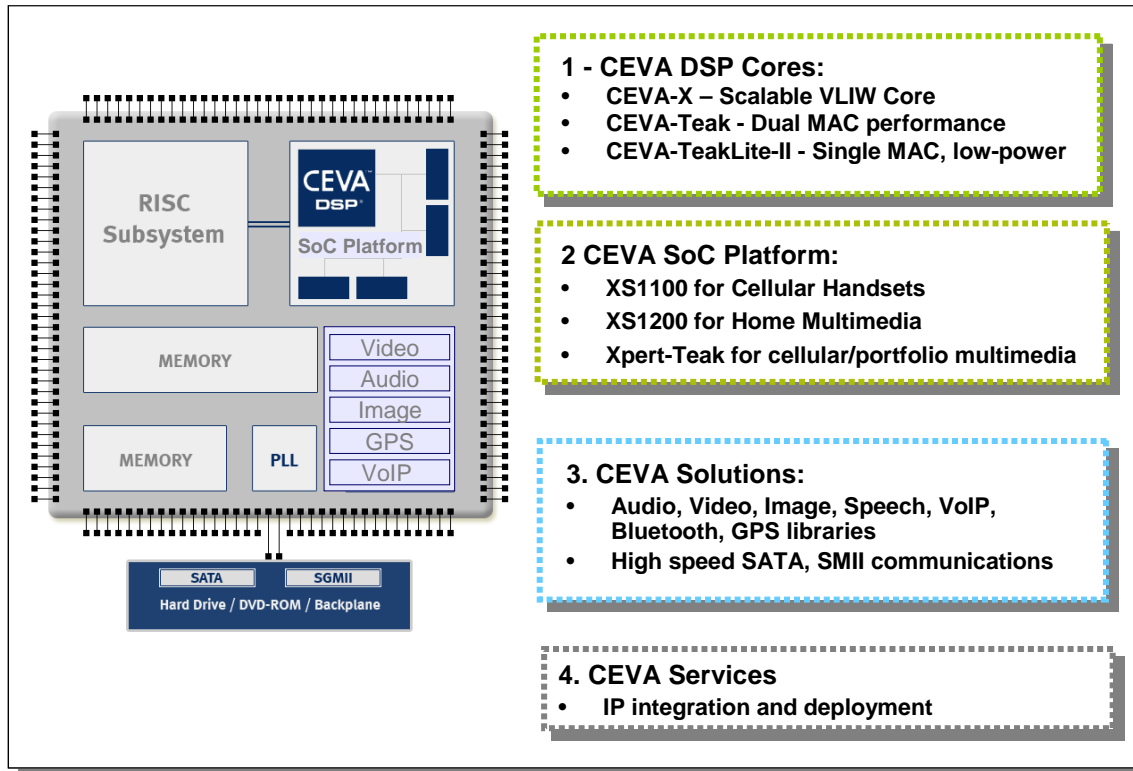 RISC
Subsystem
CEVA™
DSP®
SoC Platform
MEMORY
MEMORY
PLL
Video
Audio
Image
GPS
VoIP
SATA
SGMII
Hard Drive / DVD-ROM / Backplane
1 - CEVA DSP Cores:
• CEVA-X – Scalable VLIW Core
• CEVA-Teak - Dual MAC performance
• CEVA-TeakLite-II - Single MAC, low-power
2 CEVA SoC Platform:
• XS1100 for Cellular Handsets
• XS1200 for Home Multimedia
• Xpert-Teak for cellular/portfolio multimedia
3. CEVA Solutions:
• Audio, Video, Image, Speech, VoIP,
Bluetooth, GPS libraries
• High speed SATA, SMII communications
4. CEVA Services
• IP integration and deployment